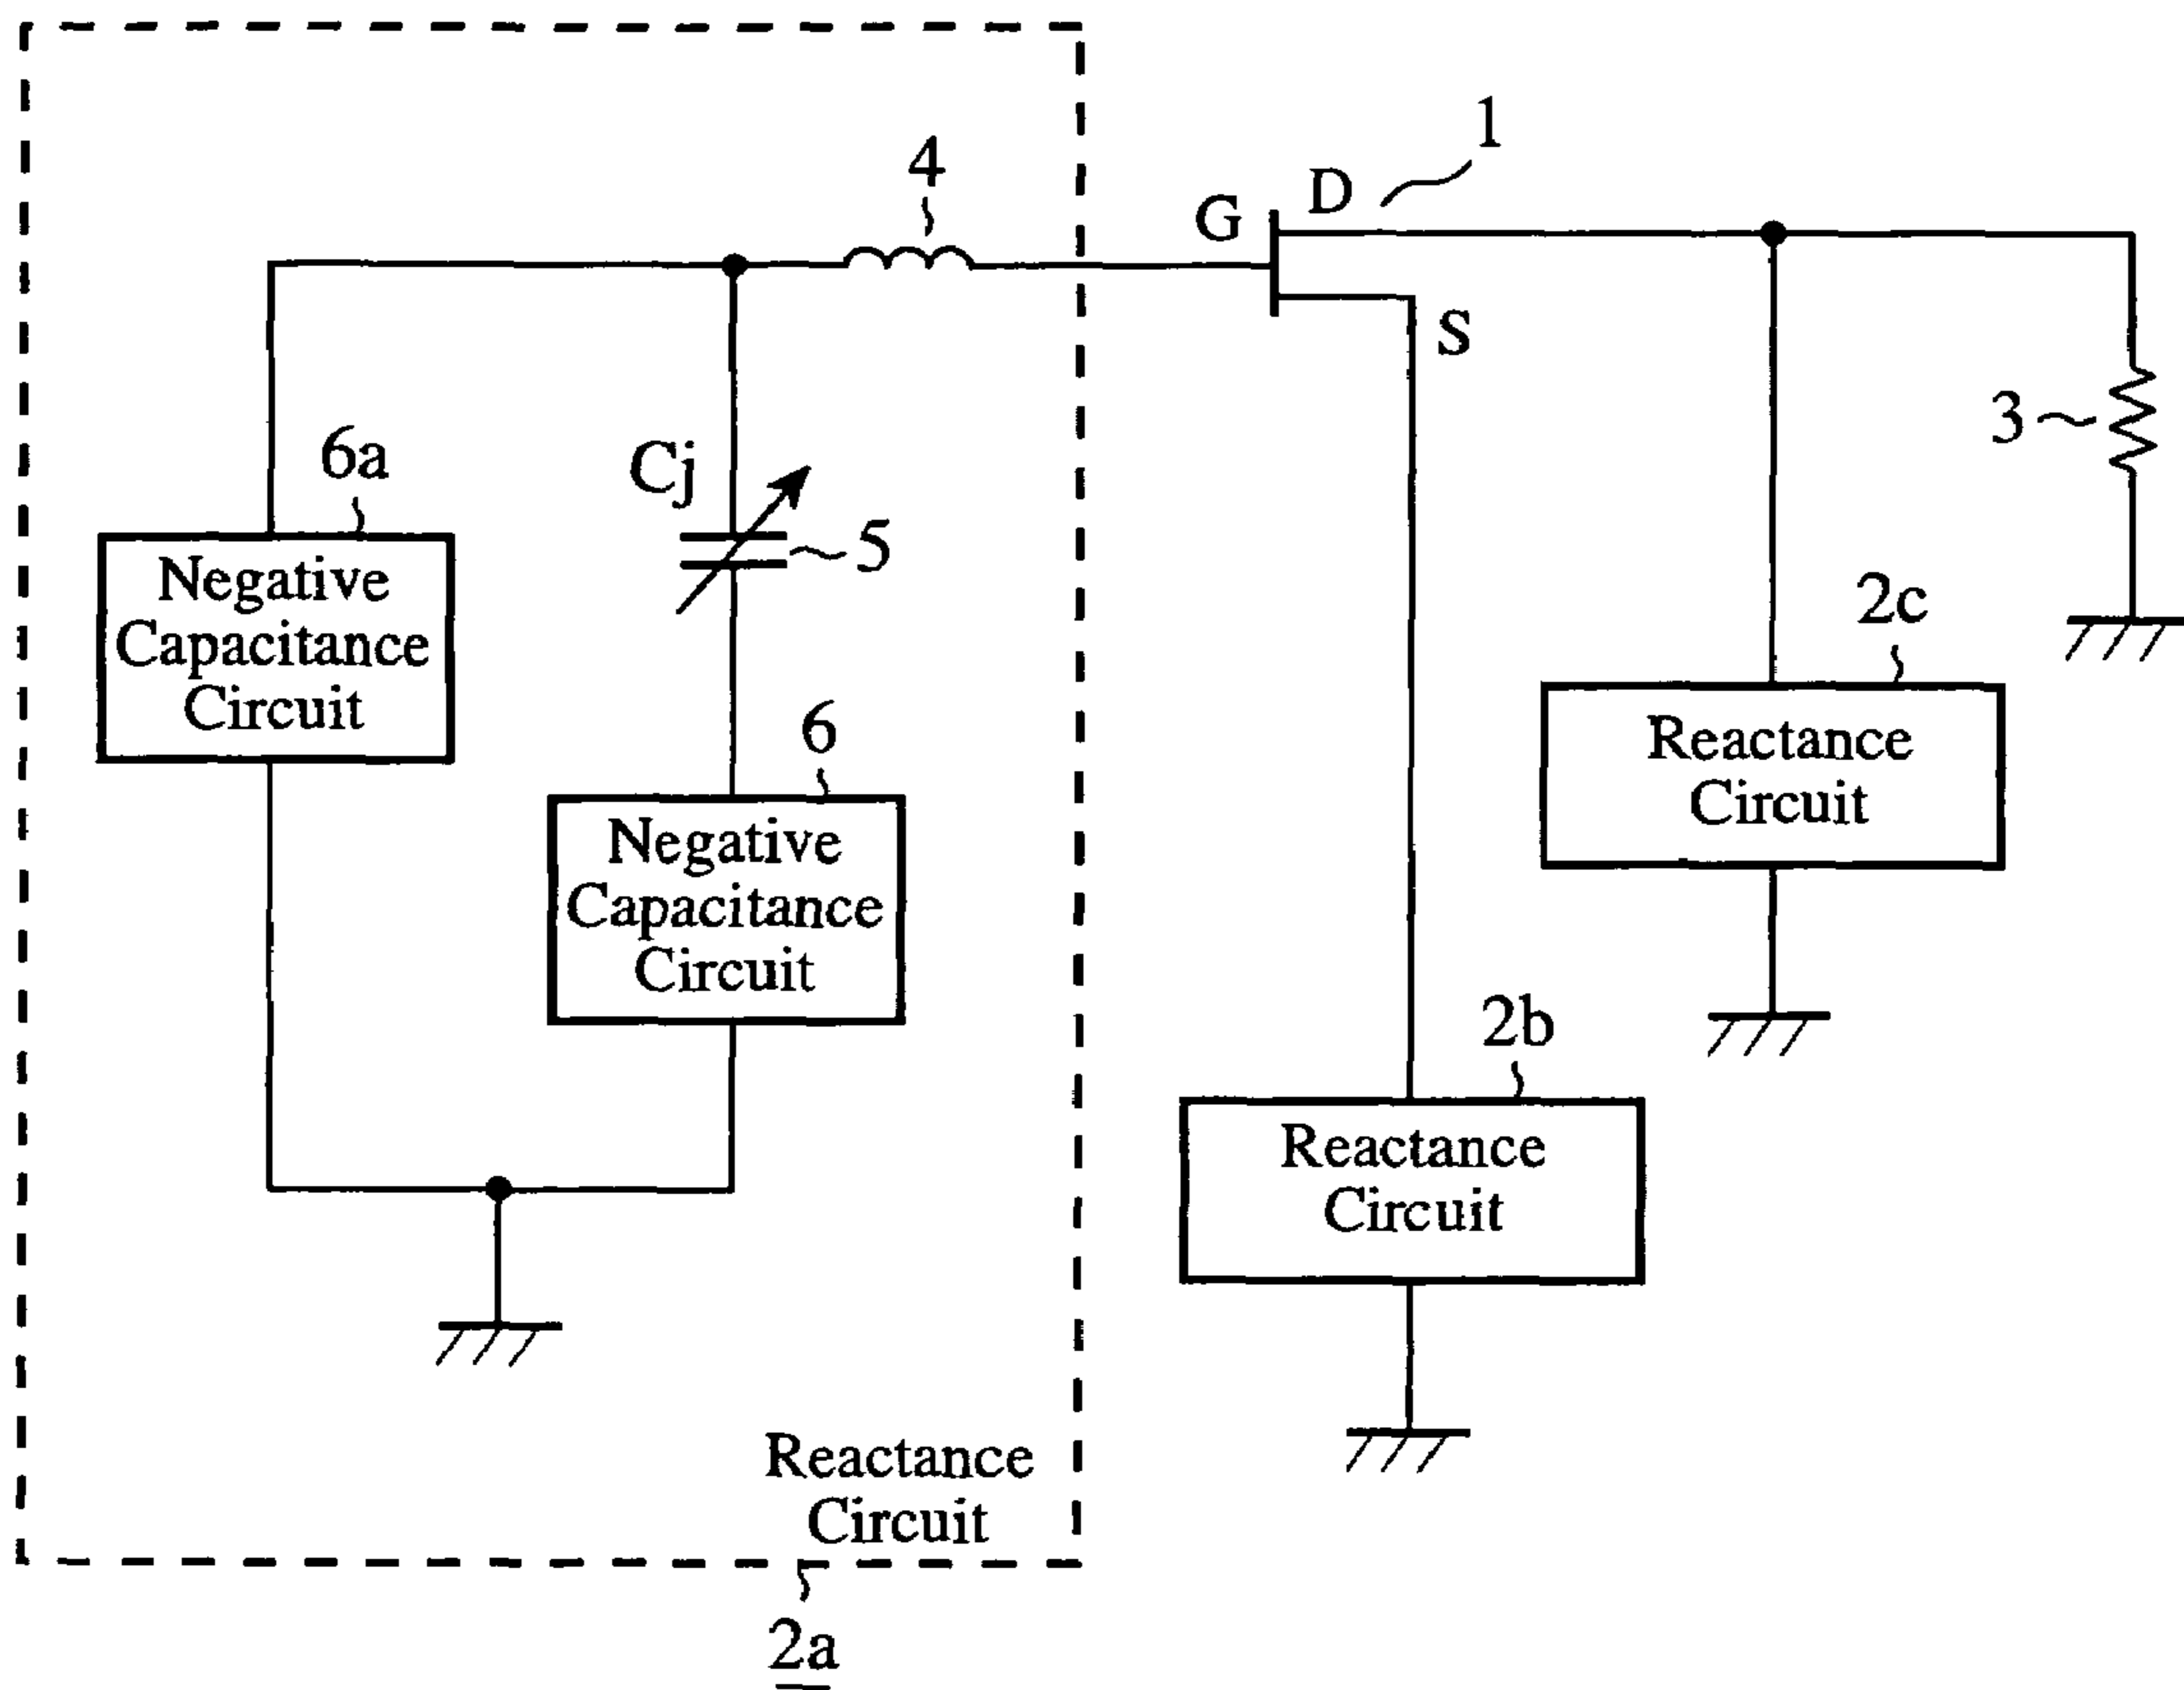 1
4
D
G
S
3
6a
Cj
5
2c
Negative
Capacitance
Circuit
6
Reactance
Circuit
Negative
Capacitance
Circuit
2b
Reactance
Circuit
Reactance
Circuit
2a